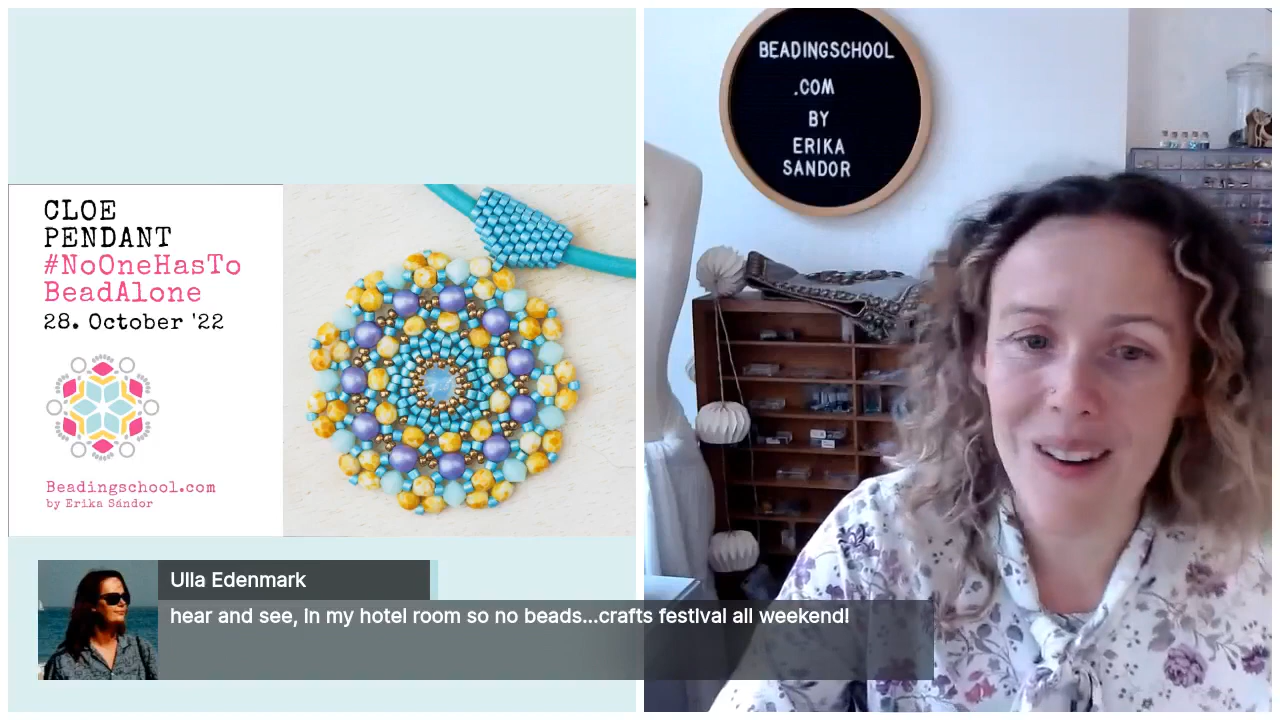 CLOE
PENDANT
#NoOneHasTo
BeadAlone
28. October '22
Beadingschool.com
by Erika Sándor
BEADINGSCHOOL
.COM
BY
ERIKA
SANDOR
Ulla Edenmark
hear and see, in my hotel room so no beads...crafts festival all weekend!